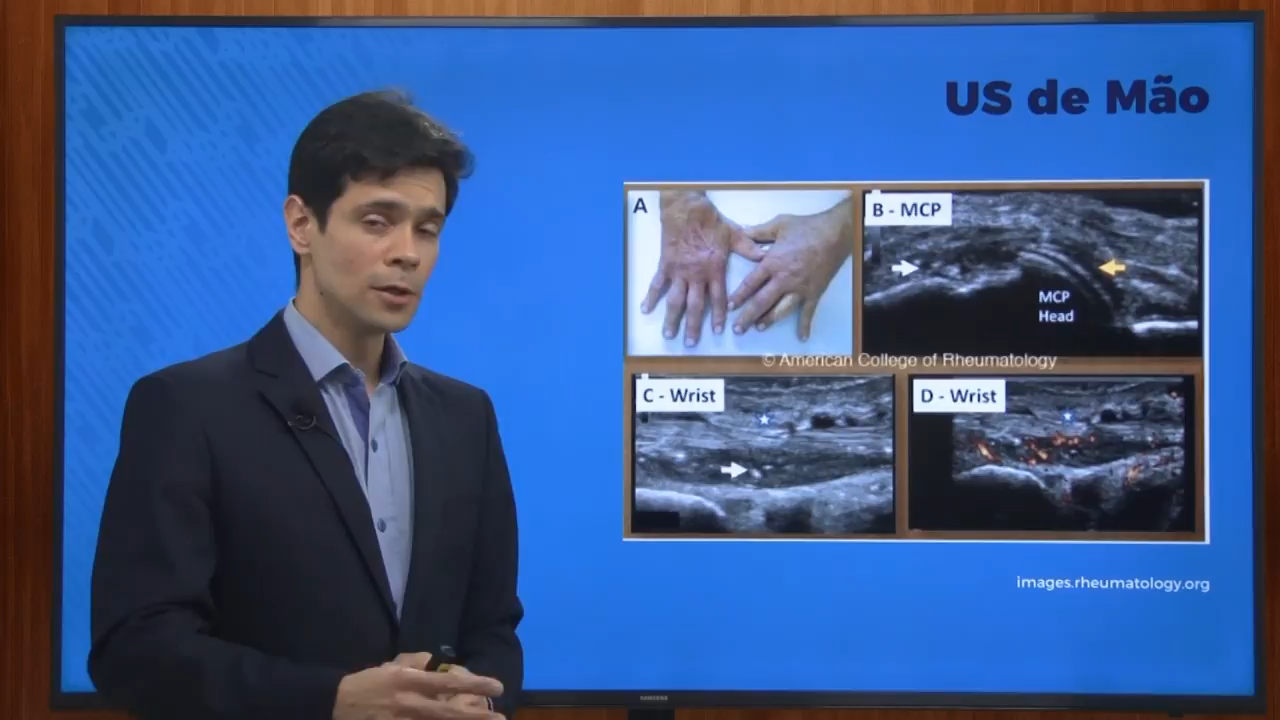 US de Mão
A
B - MCP
MCP
Head
© American College of Rheumatology
C - Wrist
D - Wrist
images.rheumatology.org
SAMSUNG